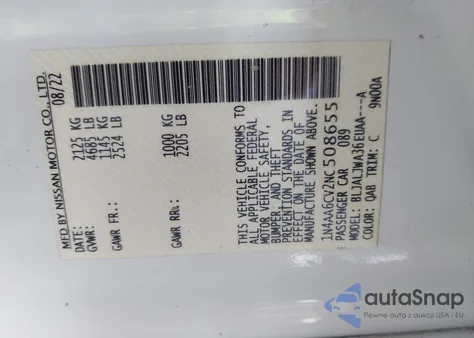 MFD BY NISSAN MOTOR CO., LTD.
08/22
GVWR: 2125 KG
4685 LB
GAWR FR: 1145 KG
2524 LB
GAWR RR: 1000 KG
2205 LB
THIS VEHICLE CONFORMS TO
ALL APPLICABLE FEDERAL
MOTOR VEHICLE SAFETY,
BUMPER, AND THEFT
PREVENTION STANDARDS IN
EFFECT ON THE DATE OF
MANUFACTURE SHOWN ABOVE.
1N4AA6CV2NC508655
PASSENGER CAR 089
MODEL: BLJALJWA36EUAA---A
COLOR: QAB TRIM: C 9N00A
autaSnap
Pewne auta z aukcji USA i EU